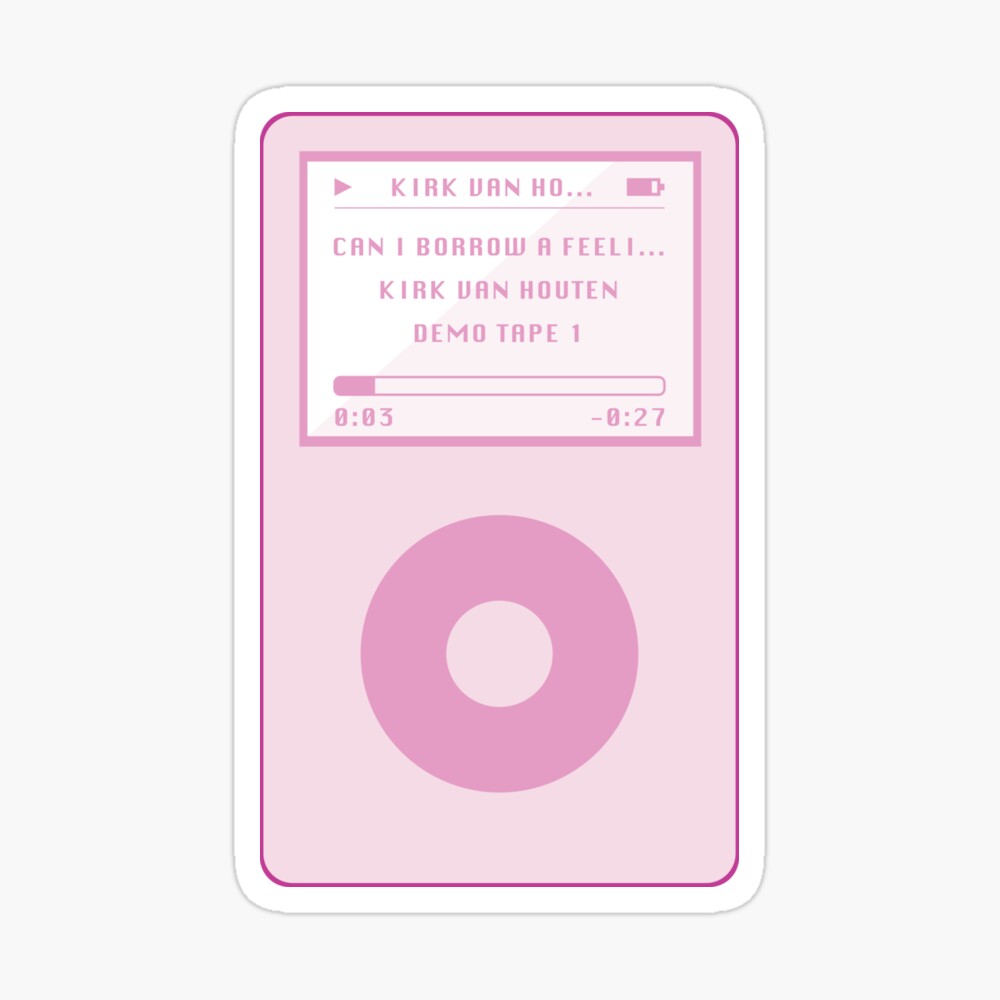 KIRK VAN HO...
CAN I BORROW A FEELI...
KIRK VAN HOUTEN
DEMO TAPE 1
0:03 -0:27